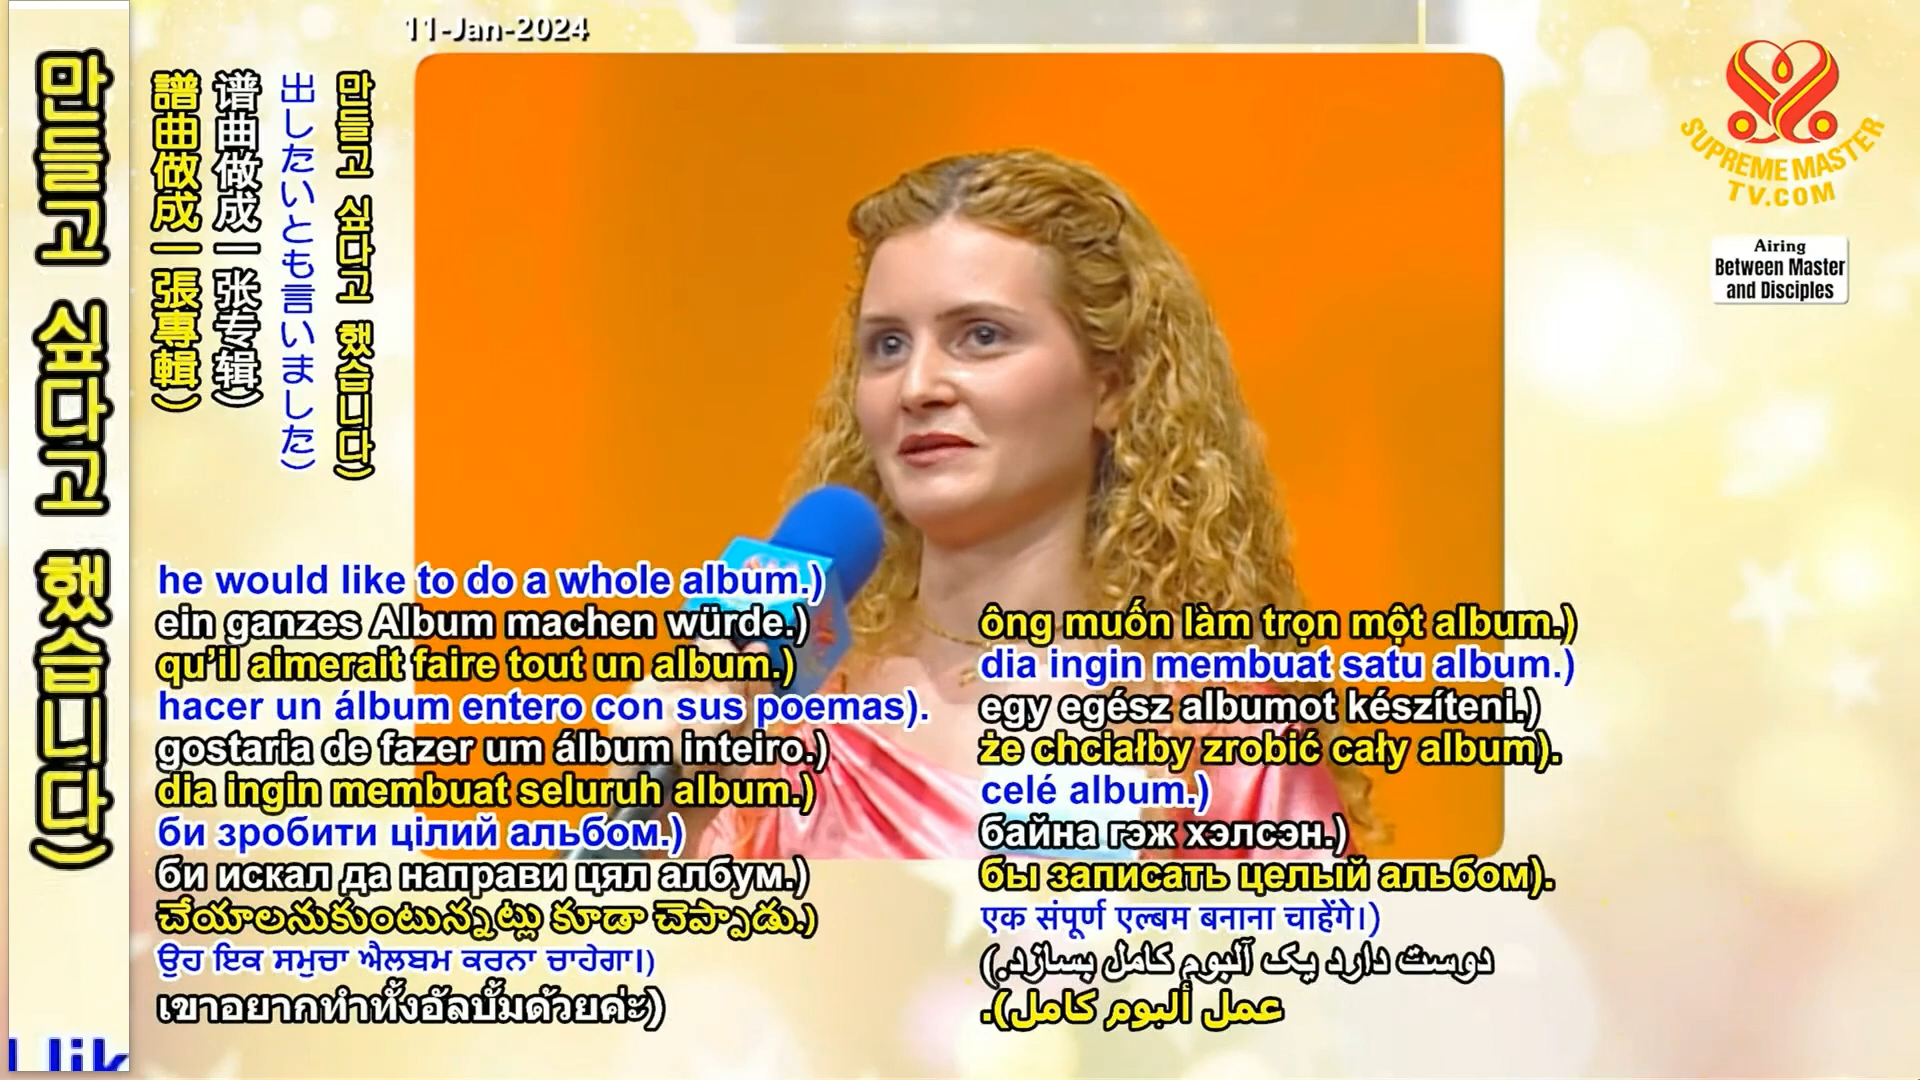 11-Jan-2024
만들고 싶다고 했습니다)
譜曲做成一張專輯)
谱曲做成一张专辑)
出したいとも言いました)
만들고 싶다고 했습니다)
SUPREME MASTER
TV.COM
Airing
Between Master
and Disciples
he would like to do a whole album.)
ein ganzes Album machen würde.)
qu'il aimerait faire tout un album.)
hacer un álbum entero con sus poemas).
gostaria de fazer um álbum inteiro.)
dia ingin membuat seluruh album.)
би зробити цілий альбом.)
би искал да направи цял албум.)
చేయాలనుకుంటున్నట్లు కూడా చెప్పాడు.)
ਉਹ ਇਕ ਸਮੁਚਾ ਐਲਬਮ ਕਰਨਾ ਚਾਹੇਗਾ।)
เขาอยากทำทั้งอัลบั้มด้วยค่ะ)
ông muốn làm trọn một album.)
dia ingin membuat satu album.)
egy egész albumot készíteni.)
że chciałby zrobić cały album).
celé album.)
байна гэж хэлсэн.)
бы записать целый альбом).
एक संपूर्ण एल्बम बनाना चाहेंगे।)
دوست دارد یک آلبوم کامل بسازد.)
عمل ألبوم كامل).